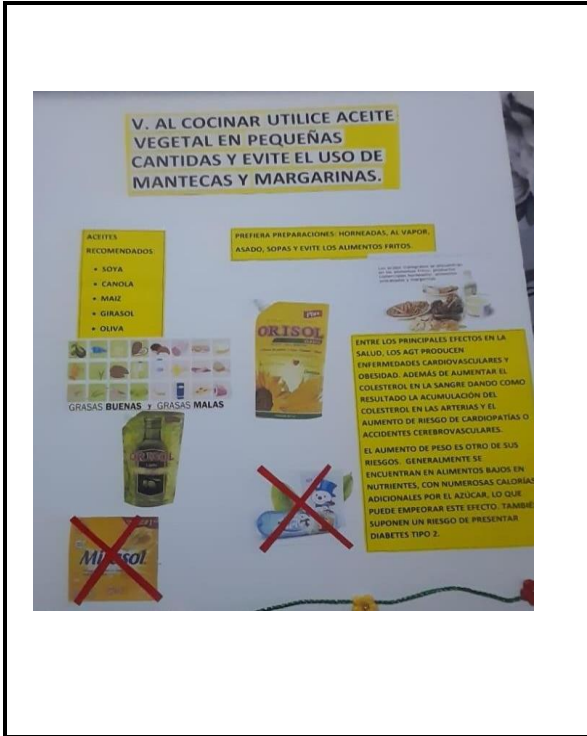 V. AL COCINAR UTILICE ACEITE
VEGETAL EN PEQUEÑAS
CANTIDAS Y EVITE EL USO DE
MANTECAS Y MARGARINAS.
ACEITES
RECOMENDADOS
• SOYA
• CANOLA
• MAIZ
• GIRASOL
• OLIVA
PREFIERA PREPARACIONES: HORNEADAS, AL VAPOR,
ASADO, SOPAS Y EVITE LOS ALIMENTOS FRITOS.
GRASAS BUENAS y GRASAS MALAS
ORISOL
ENTRE LOS PRINCIPALES EFECTOS EN LA
SALUD, LOS AGT PRODUCEN
ENFERMEDADES CARDIOVASCULARES Y
OBESIDAD. ADEMÁS DE AUMENTAR EL
COLESTEROL EN LA SANGRE DANDO COMO
RESULTADO LA ACUMULACIÓN DEL
COLESTEROL EN LAS ARTERIAS Y EL
AUMENTO DE RIESGO DE CARDIOPATÍAS O
ACCIDENTES CEREBROVASCULARES.
EL AUMENTO DE PESO ES OTRO DE SUS
RIESGOS. GENERALMENTE SE
ENCUENTRAN EN ALIMENTOS BAJOS EN
NUTRIENTES, CON NUMEROSAS CALORÍAS
ADICIONALES POR EL AZÚCAR, LO QUE
PUEDE EMPEORAR ESTE EFECTO. TAMBIÉ
SUPONEN UN RIESGO DE PRESENTAR
DIABETES TIPO 2.